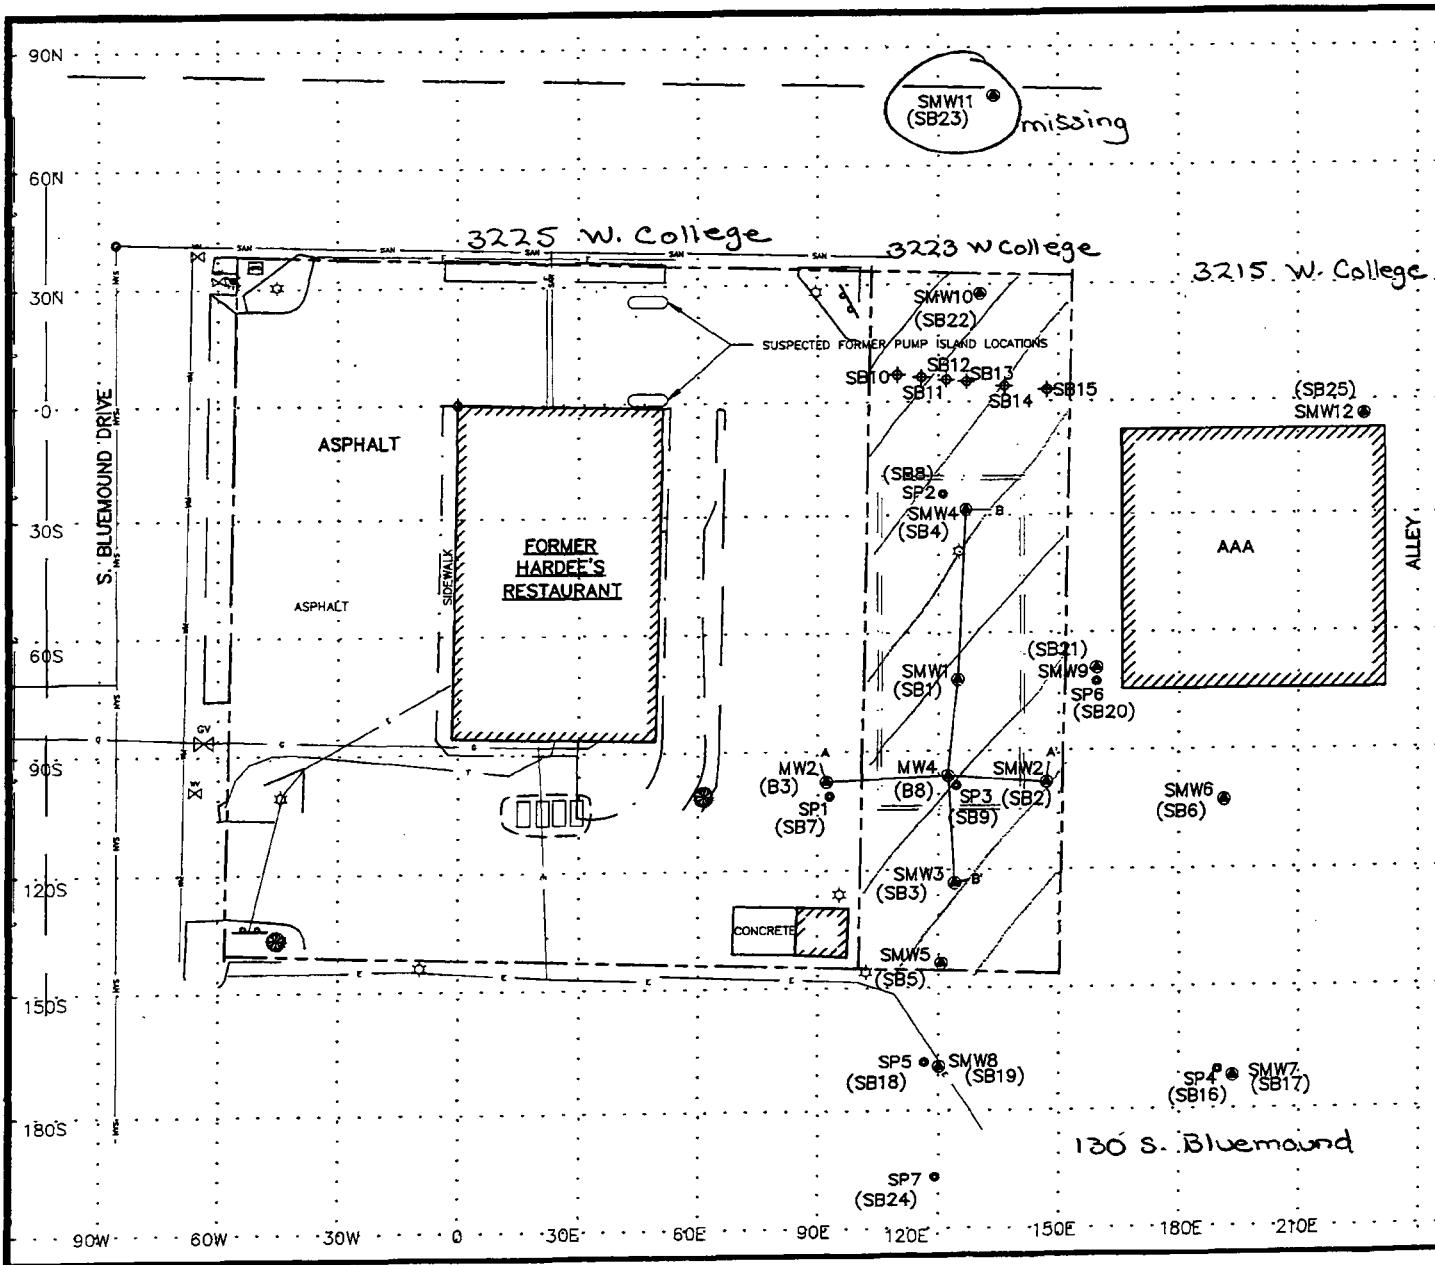 90N
SMW11
(SB23)
missing
60N
3225 W. College
3223 W College
3215 W. College
SAN
SAN
SAN
SAN
SAN
30N
SMW10
(SB22)
SUSPECTED FORMER PUMP ISLAND LOCATIONS
SB10
SB11
SB12
SB13
SB14
SB15
0
(SB25)
SMW12
S. BLUEMOUND DRIVE
ASPHALT
(SB8)
SP2
SMW4
(SB4)
B
30S
SIDEWALK
FORMER
HARDEE'S
RESTAURANT
AAA
ALLEY
ASPHALT
60S
(SB21)
SMW9
SP6
(SB20)
SMW1
(SB1)
GV
90S
A
MW2
(B3)
SP1
(SB7)
MW4
(B8)
SP3
(SB9)
SMW2
(SB2)
A'
SMW6
(SB6)
120S
SMW3
(SB3)
B'
CONCRETE
SMW5
(SB5)
150S
SP5
(SB18)
SMW8
(SB19)
SP4
(SB16)
SMW7
(SB17)
180S
130 S. Bluemound
SP7
(SB24)
90W
60W
30W
0
30E
60E
90E
120E
150E
180E
210E